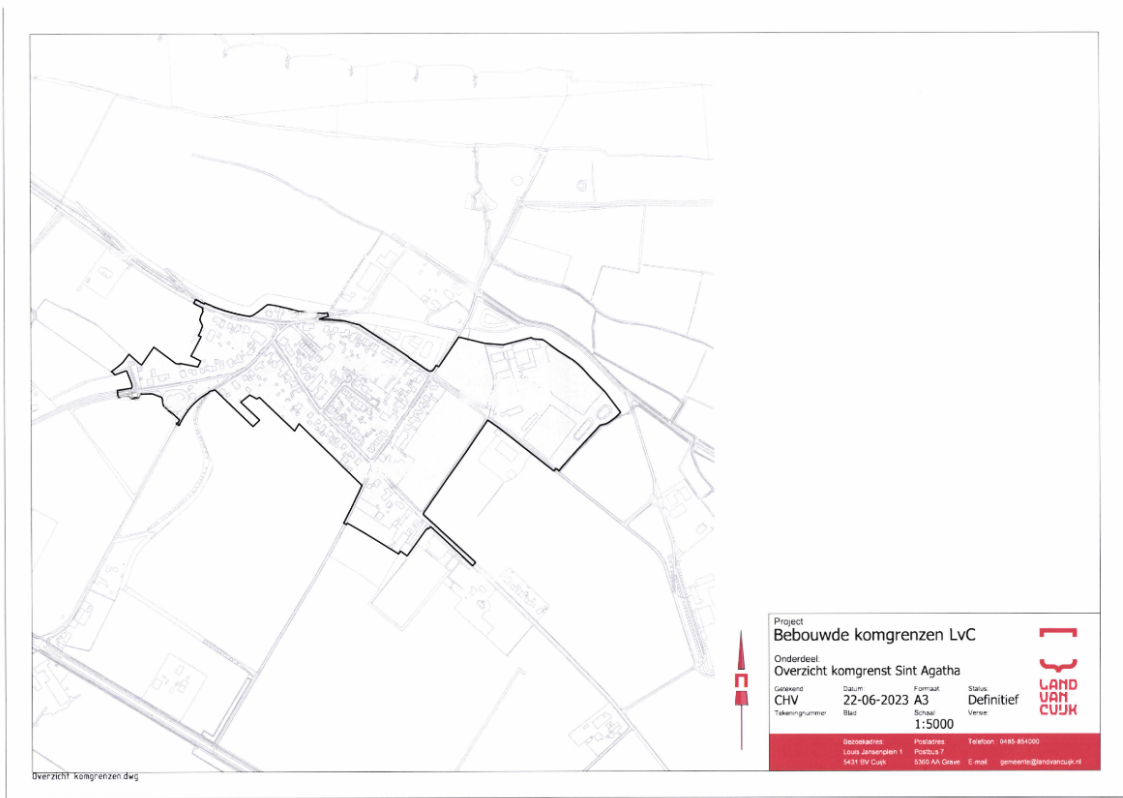 Project
Bebouwde komgrenzen LvC
Onderdeel:
Overzicht komgrenst Sint Agatha
Getekend
Datum:
Formaat:
Status:
CHV
22-06-2023
A3
Definitief
Tekeningnummer
Blad
Schaal:
Versie:
1:5000
LAND
VAN
CUIJK
Bezoekadres:
Postadres:
Telefoon: 0485-854000
Louis Jansenplein 1
Postbus 7
5431 BV Cuijk
5360 AA Grave
E-mail: gemeente@landvancuijk.nl
Overzicht komgrenzen.dwg